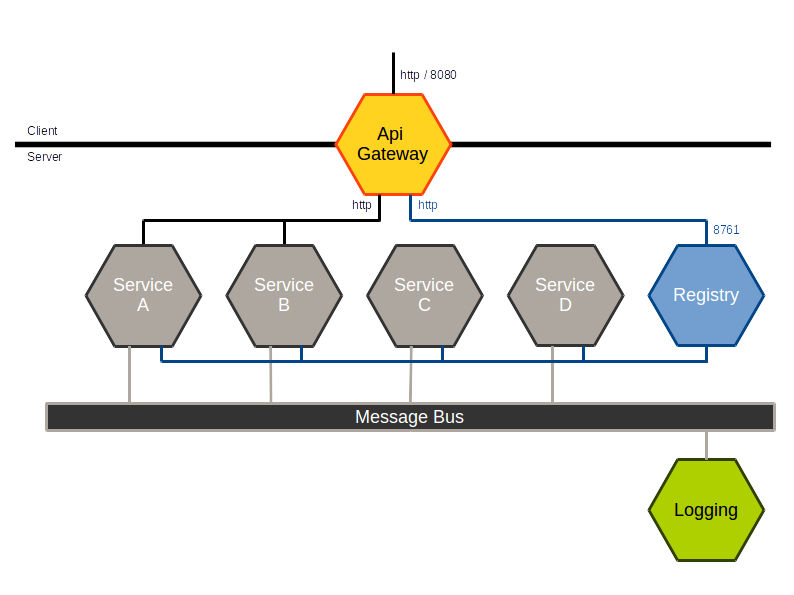 http / 8080
Client
Api
Gateway
Server
http
http
8761
Service
A
Service
B
Service
C
Service
D
Registry
Message Bus
Logging